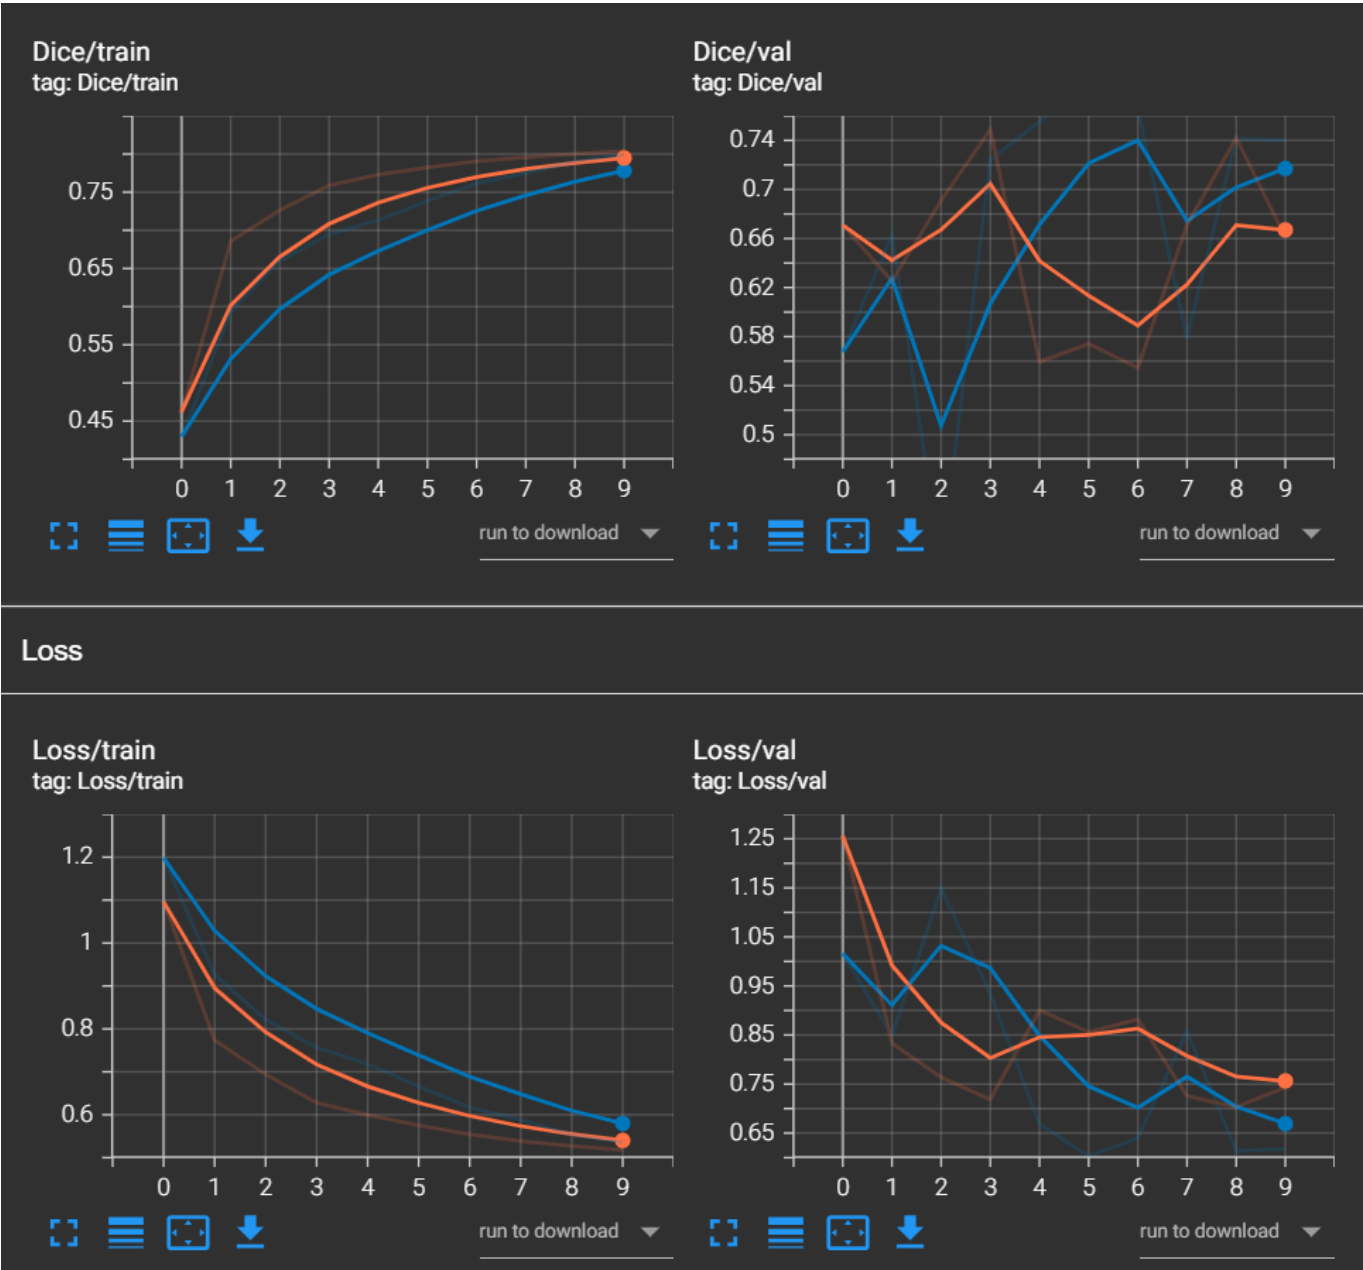 Dice/train
tag: Dice/train
0.75
0.65
0.55
0.45
0 1 2 3 4 5 6 7 8 9
run to download
Dice/val
tag: Dice/val
0.74
0.7
0.66
0.62
0.58
0.54
0.5
0 1 2 3 4 5 6 7 8 9
run to download
Loss
Loss/train
tag: Loss/train
1.2
1
0.8
0.6
0 1 2 3 4 5 6 7 8 9
run to download
Loss/val
tag: Loss/val
1.25
1.15
1.05
0.95
0.85
0.75
0.65
0 1 2 3 4 5 6 7 8 9
run to download